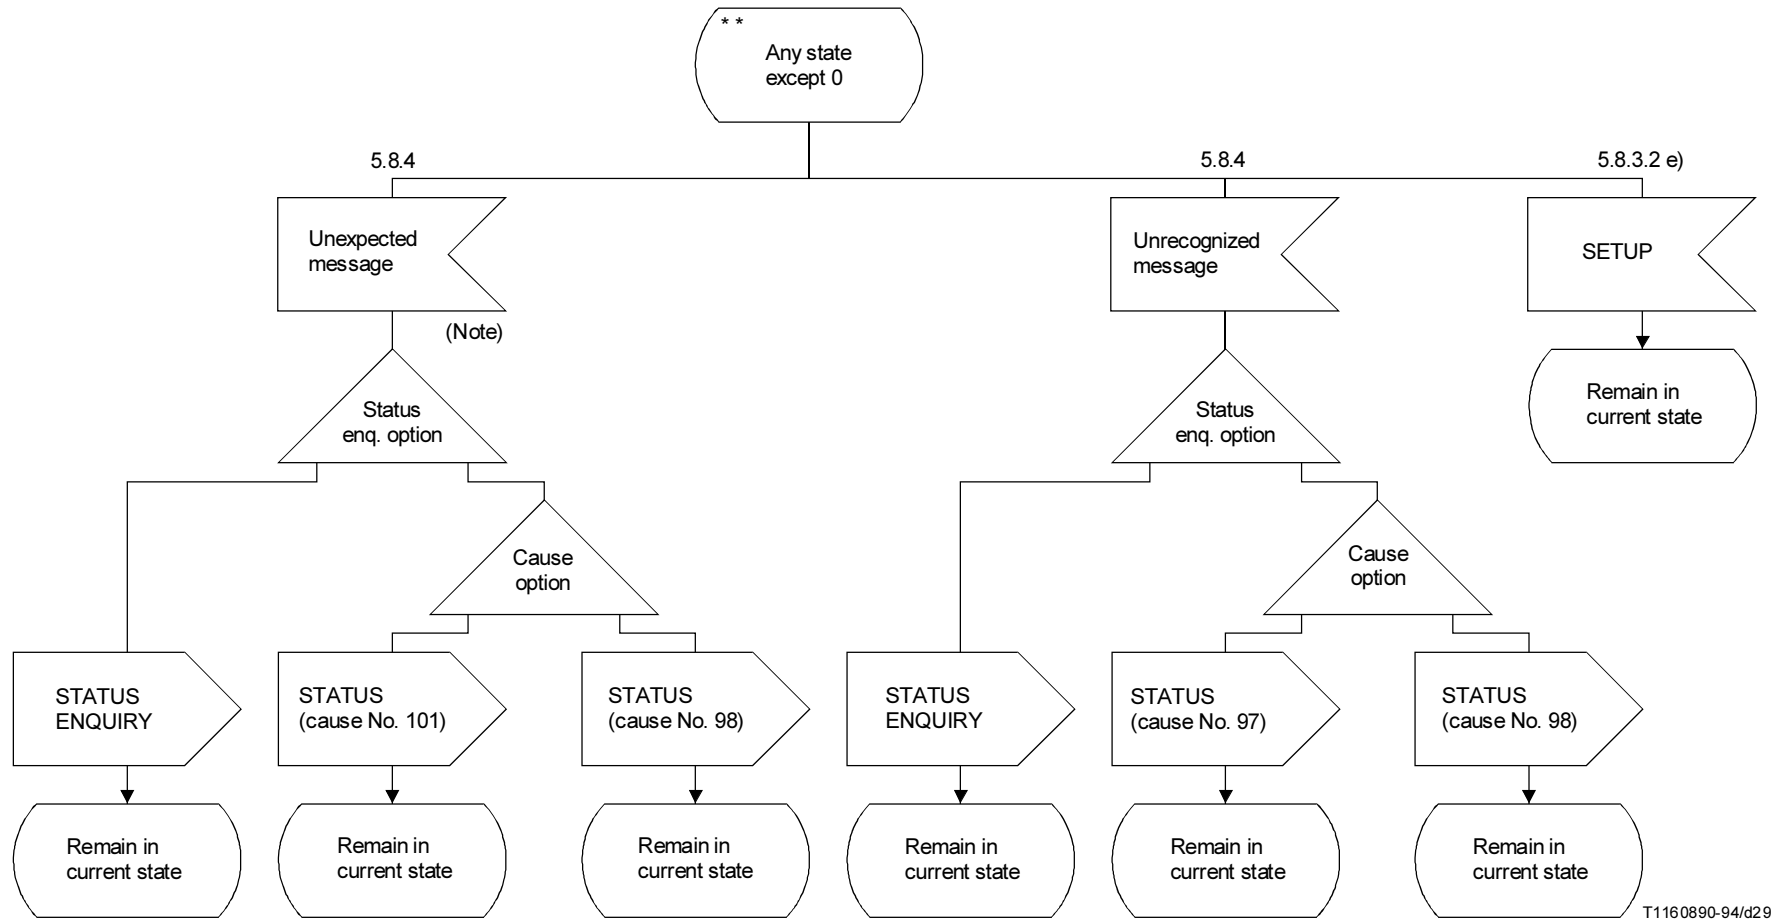 * *
Any state
except 0
5.8.4
5.8.4
5.8.3.2 e)
Unexpected
message
Unrecognized
message
SETUP
(Note)
Status
enq. option
Status
enq. option
Remain in
current state
Cause
option
Cause
option
STATUS
ENQUIRY
STATUS
(cause No. 101)
STATUS
(cause No. 98)
STATUS
ENQUIRY
STATUS
(cause No. 97)
STATUS
(cause No. 98)
Remain in
current state
Remain in
current state
Remain in
current state
Remain in
current state
Remain in
current state
Remain in
current state
T1160890-94/d29